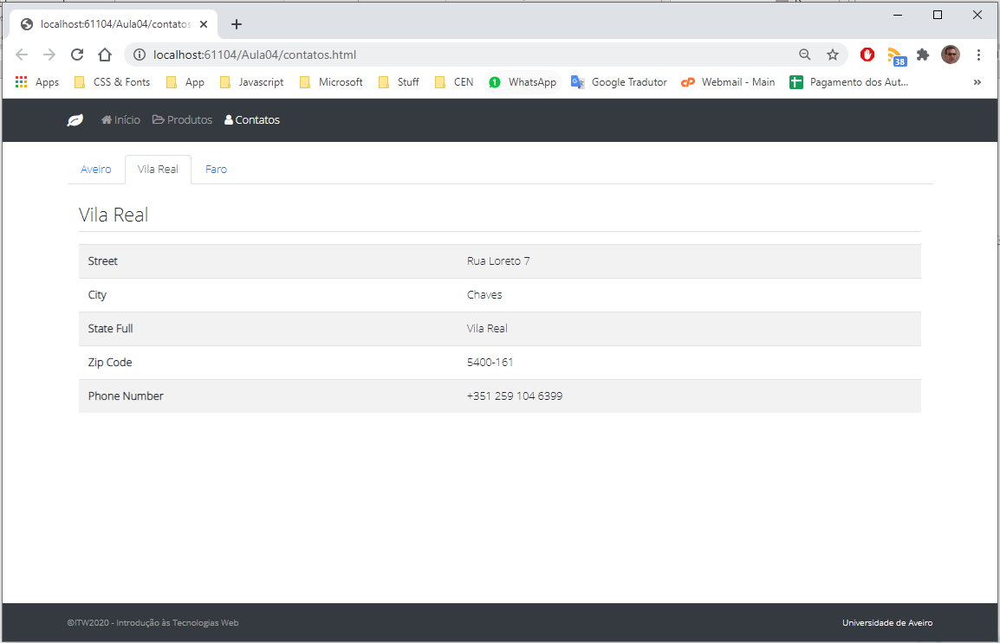 localhost:61104/Aula04/contatos
localhost:61104/Aula04/contatos.html
38
Apps CSS & Fonts App Javascript Microsoft Stuff CEN 1 WhatsApp G Google Tradutor cP Webmail - Main Pagamento dos Aut... »
Início Produtos Contatos
Aveiro Vila Real Faro
Vila Real
Street Rua Loreto 7
City Chaves
State Full Vila Real
Zip Code 5400-161
Phone Number +351 259 104 6399
©ITW2020 - Introdução às Tecnologias Web Universidade de Aveiro